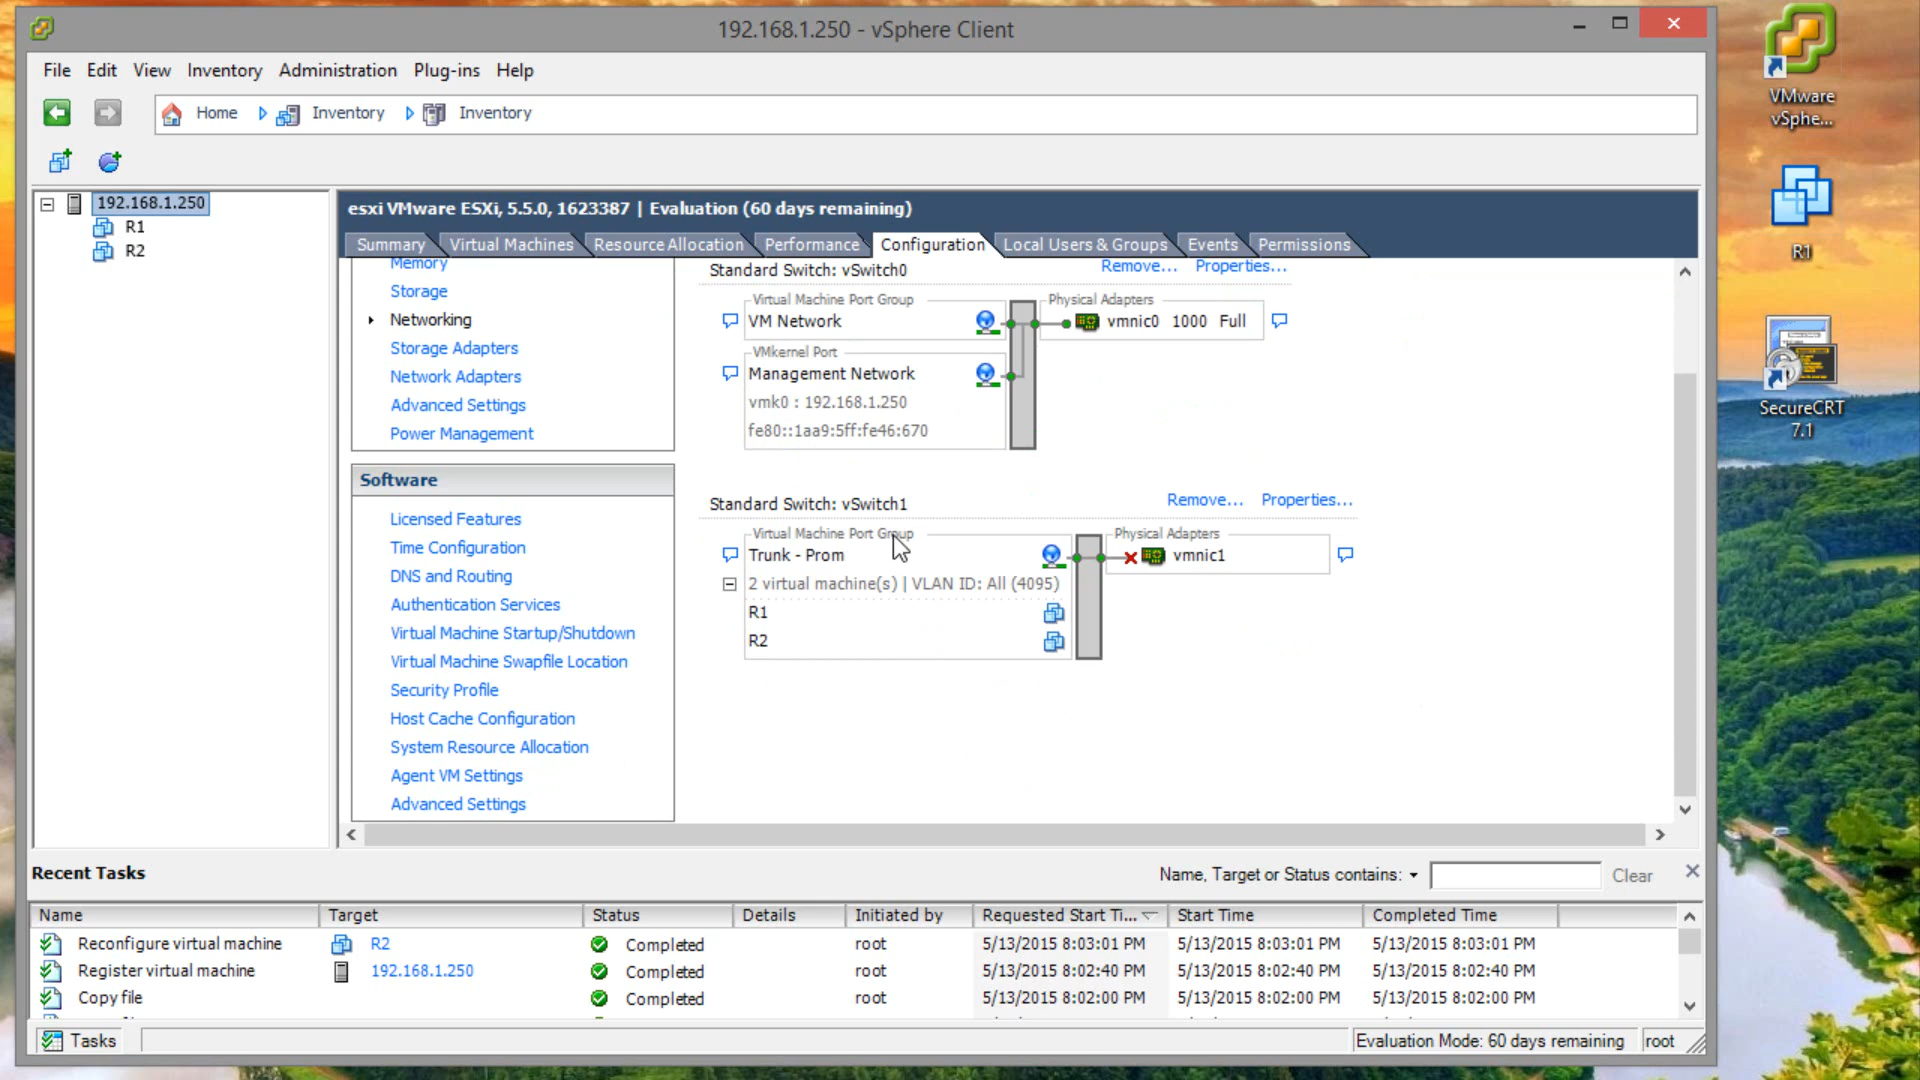 192.168.1.250 - vSphere Client
File Edit View Inventory Administration Plug-ins Help
Home Inventory Inventory
192.168.1.250
R1
R2
esxi VMware ESXi, 5.5.0, 1623387 | Evaluation (60 days remaining)
Summary Virtual Machines Resource Allocation Performance Configuration Local Users & Groups Events Permissions
Memory
Storage
Networking
Storage Adapters
Network Adapters
Advanced Settings
Power Management
Software
Licensed Features
Time Configuration
DNS and Routing
Authentication Services
Virtual Machine Startup/Shutdown
Virtual Machine Swapfile Location
Security Profile
Host Cache Configuration
System Resource Allocation
Agent VM Settings
Advanced Settings
Standard Switch: vSwitch0 Remove... Properties...
Virtual Machine Port Group Physical Adapters
VM Network vmnic0 1000 Full
VMkernel Port
Management Network
vmk0 : 192.168.1.250
fe80::1aa9:5ff:fe46:670
Standard Switch: vSwitch1 Remove... Properties...
Virtual Machine Port Group Physical Adapters
Trunk - Prom vmnic1
2 virtual machine(s) | VLAN ID: All (4095)
R1
R2
Recent Tasks Name, Target or Status contains: Clear
Name Target Status Details Initiated by Requested Start Ti... Start Time Completed Time
Reconfigure virtual machine R2 Completed root 5/13/2015 8:03:01 PM 5/13/2015 8:03:01 PM 5/13/2015 8:03:01 PM
Register virtual machine 192.168.1.250 Completed root 5/13/2015 8:02:40 PM 5/13/2015 8:02:40 PM 5/13/2015 8:02:40 PM
Copy file Completed root 5/13/2015 8:02:00 PM 5/13/2015 8:02:00 PM 5/13/2015 8:02:00 PM
Tasks Evaluation Mode: 60 days remaining root
VMware
vSphe...
R1
SecureCRT
7.1